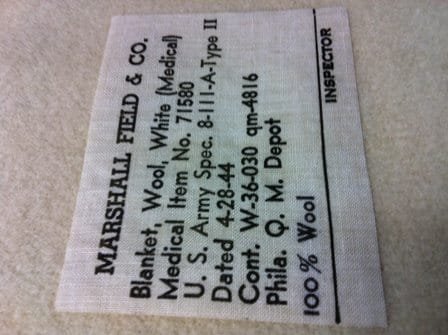 MARSHALL FIELD & CO.
Blanket, Wool, White (Medical)
Medical Item No. 71580
U. S. Army Spec. 8-111-A-Type II
Dated 4-28-44
Cont. W-36-030 qm-4816
Phila. Q. M. Depot
100% Wool
INSPECTOR